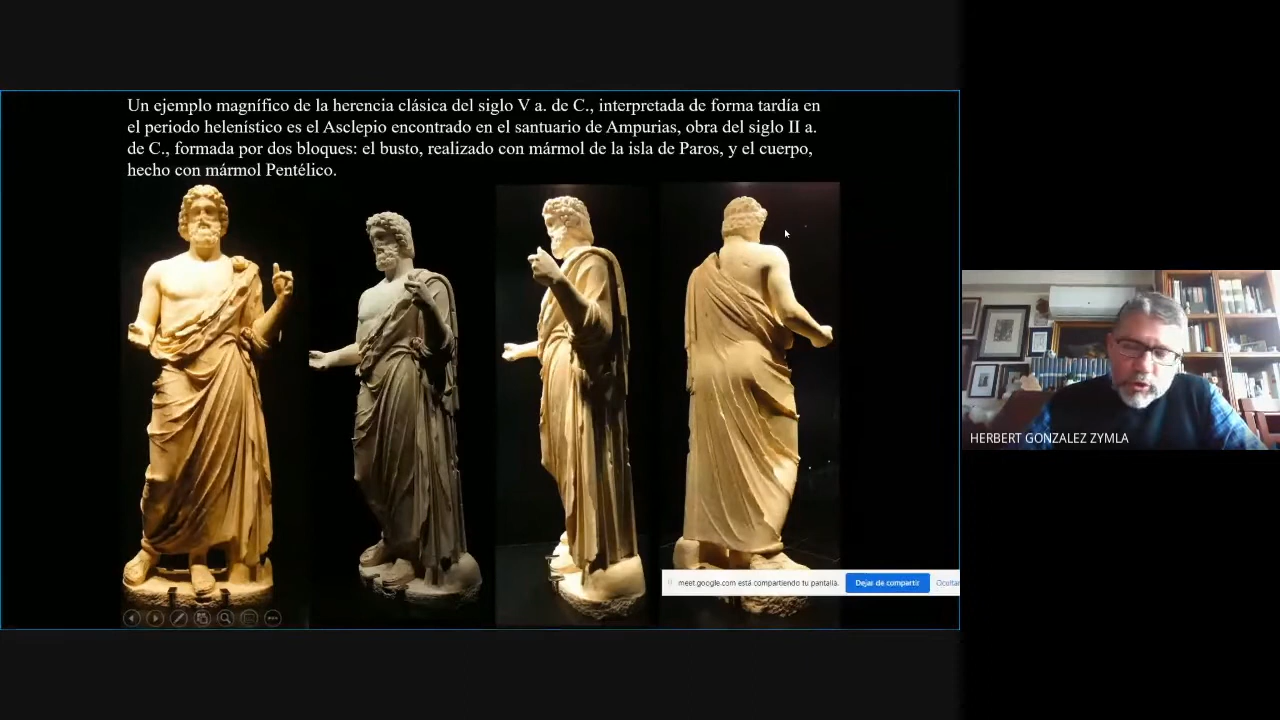 Un ejemplo magnífico de la herencia clásica del siglo V a. de C., interpretada de forma tardía en
el periodo helenístico es el Asclepio encontrado en el santuario de Ampurias, obra del siglo II a.
de C., formada por dos bloques: el busto, realizado con mármol de la isla de Paros, y el cuerpo,
hecho con mármol Pentélico.
HERBERT GONZALEZ ZYMLA
meet.google.com está compartiendo tu pantalla.
Dejar de compartir
Ocultar